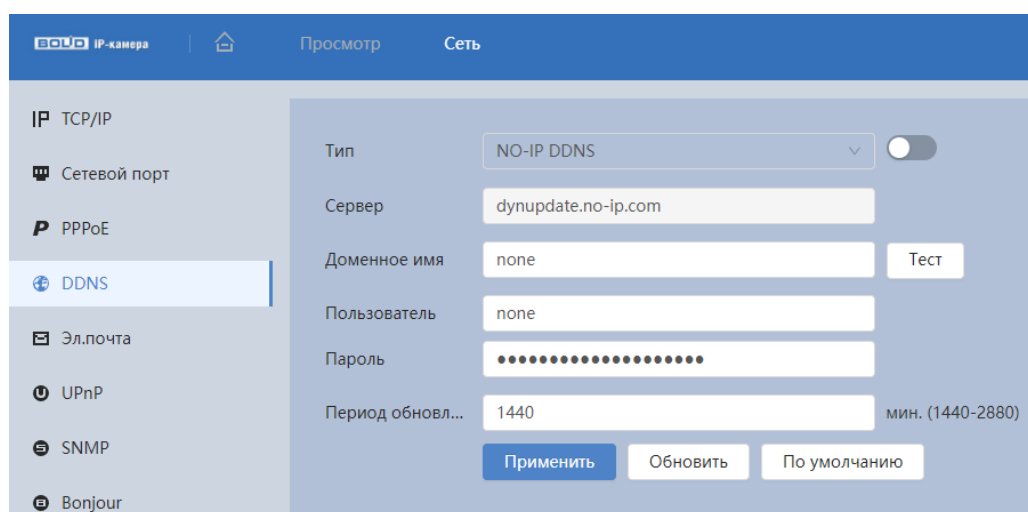 BOLID IP-камера
Просмотр
Сеть
TCP/IP
Сетевой порт
PPPoE
DDNS
Эл.почта
UPnP
SNMP
Bonjour
Тип
NO-IP DDNS
Сервер
dynupdate.no-ip.com
Доменное имя
none
Тест
Пользователь
none
Пароль
••••••••••••••••••••
Период обновл...
1440
мин. (1440-2880)
Применить
Обновить
По умолчанию